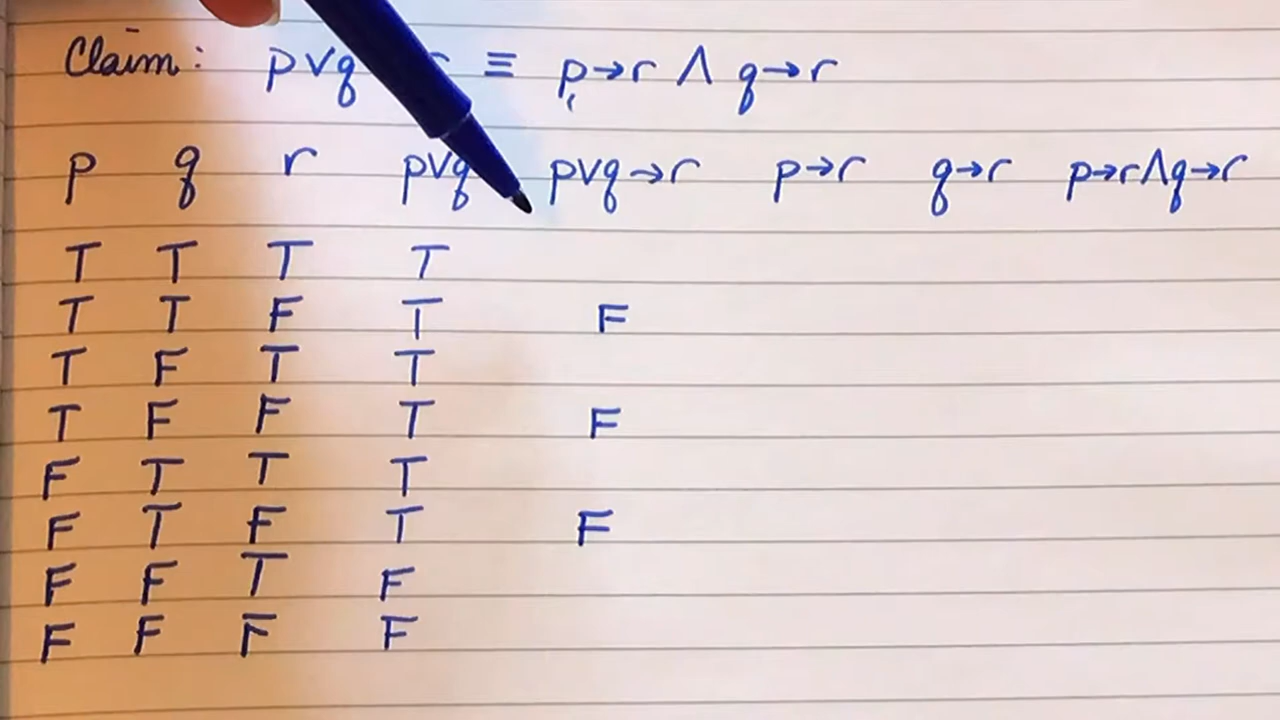 Claim: p∨q r ≡ p→r ∧ q→r
p q r p∨q p∨q→r p→r q→r p→r∧q→r
T T T T
T T F T F
T F T T
T F F T F
F T T T
F T F T F
F F T F
F F F F